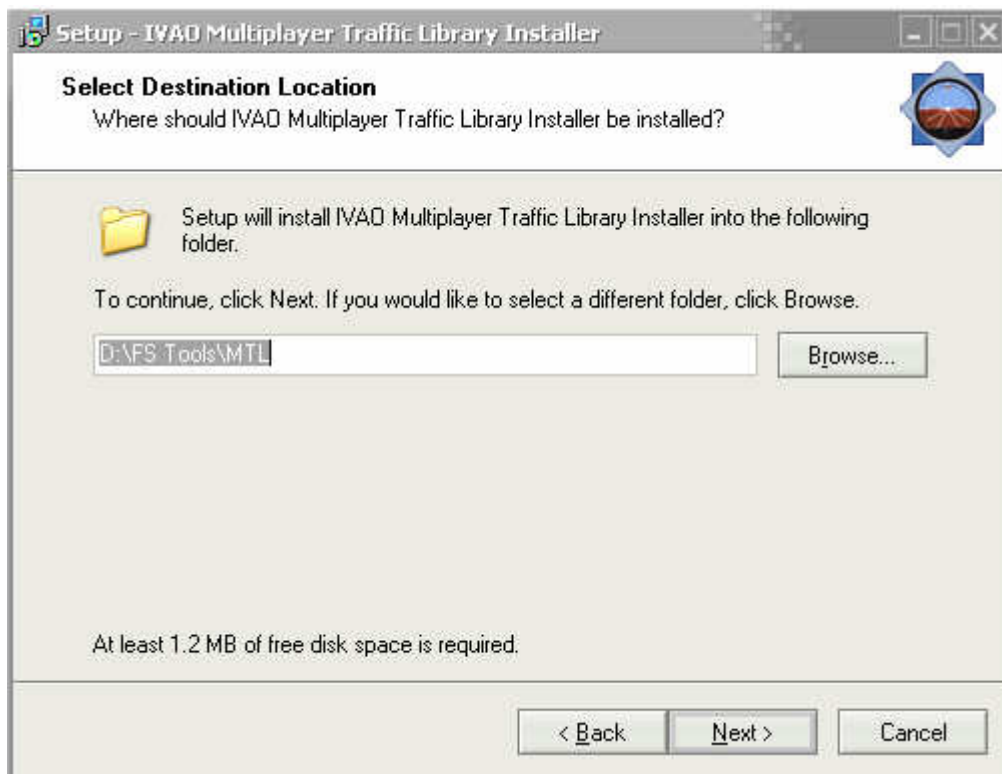 Setup - IVAO Multiplayer Traffic Library Installer
Select Destination Location
Where should IVAO Multiplayer Traffic Library Installer be installed?
Setup will install IVAO Multiplayer Traffic Library Installer into the following
folder.
To continue, click Next. If you would like to select a different folder, click Browse.
D:\FS Tools\MTL
Browse...
At least 1.2 MB of free disk space is required.
< Back
Next >
Cancel